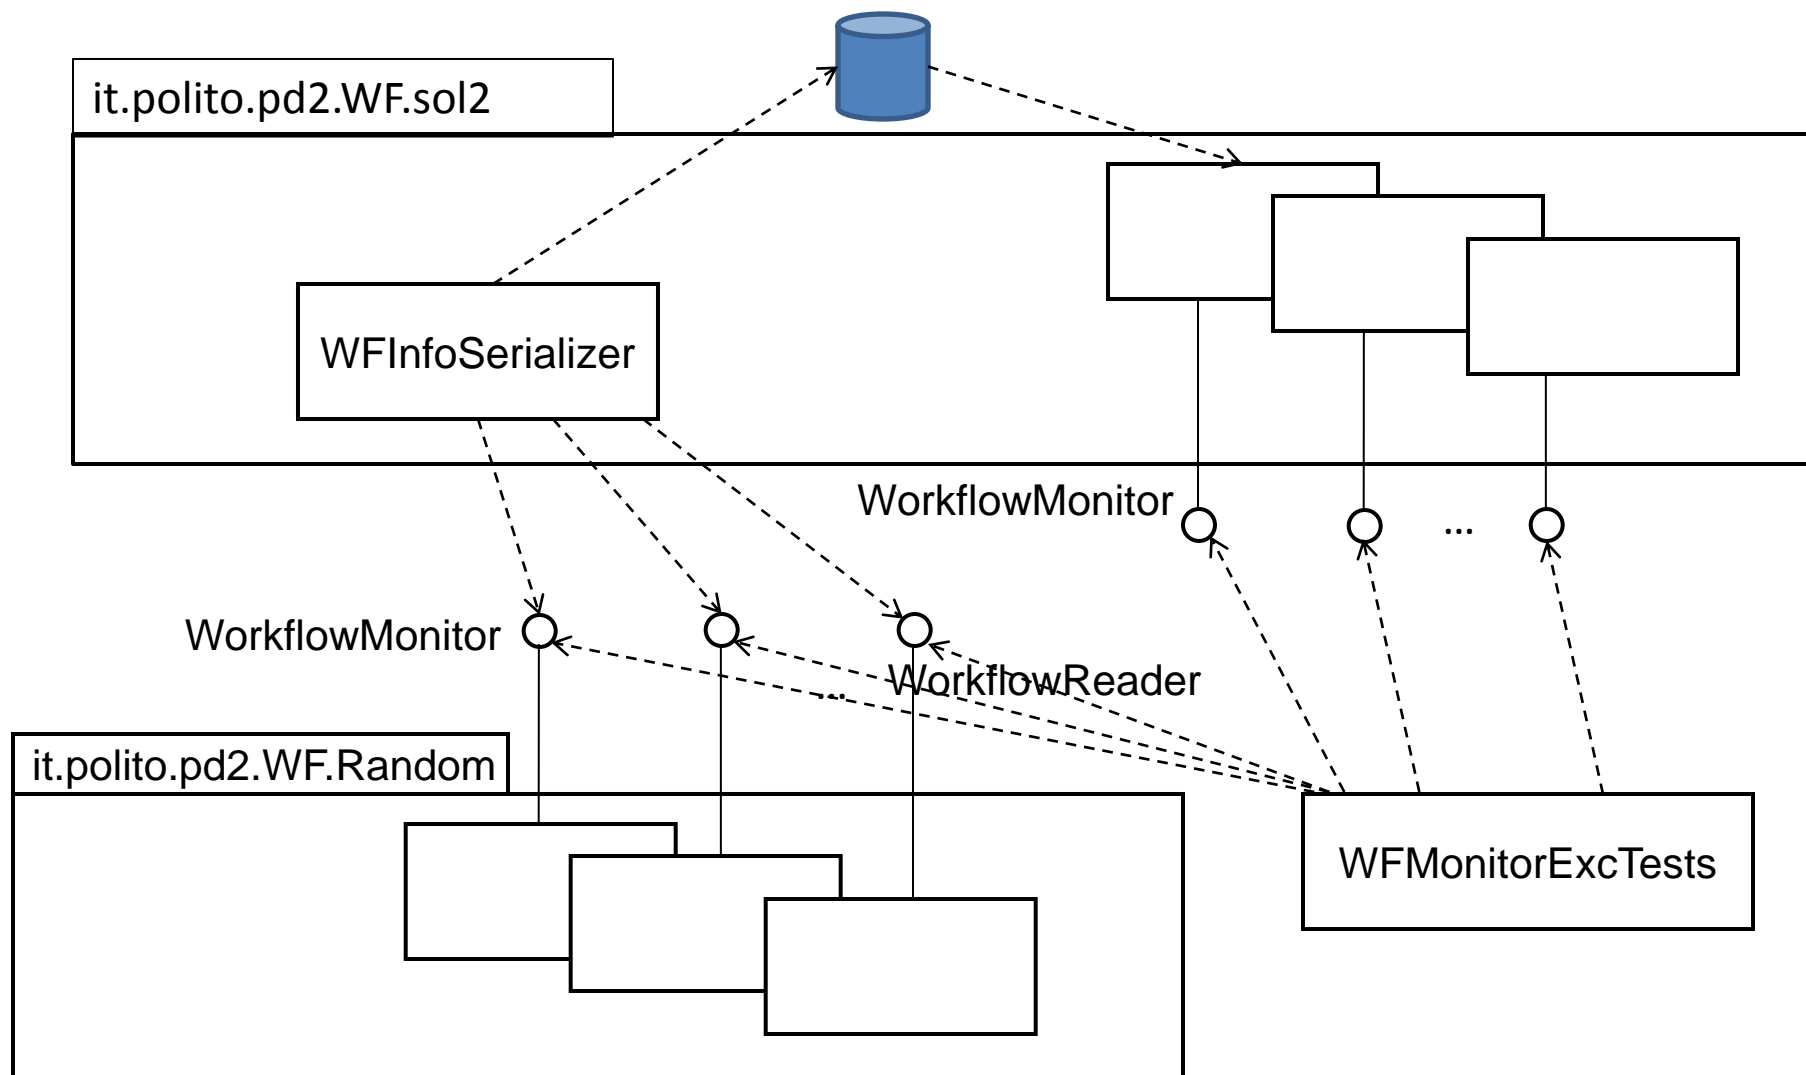 it.polito.pd2.WF.sol2
WFInfoSerializer
WorkflowMonitor
...
WorkflowMonitor
... WorkflowReader
it.polito.pd2.WF.Random
WFMonitorExcTests